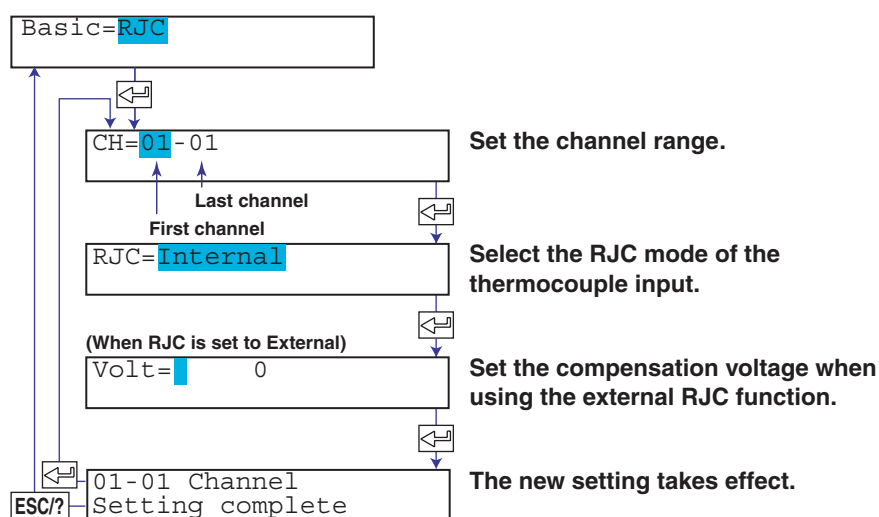 Basic=RJC
CH=01-01
Set the channel range.
Last channel
First channel
RJC=Internal
Select the RJC mode of the
thermocouple input.
(When RJC is set to External)
Volt= 0
Set the compensation voltage when
using the external RJC function.
01-01 Channel
Setting complete
The new setting takes effect.
ESC/?